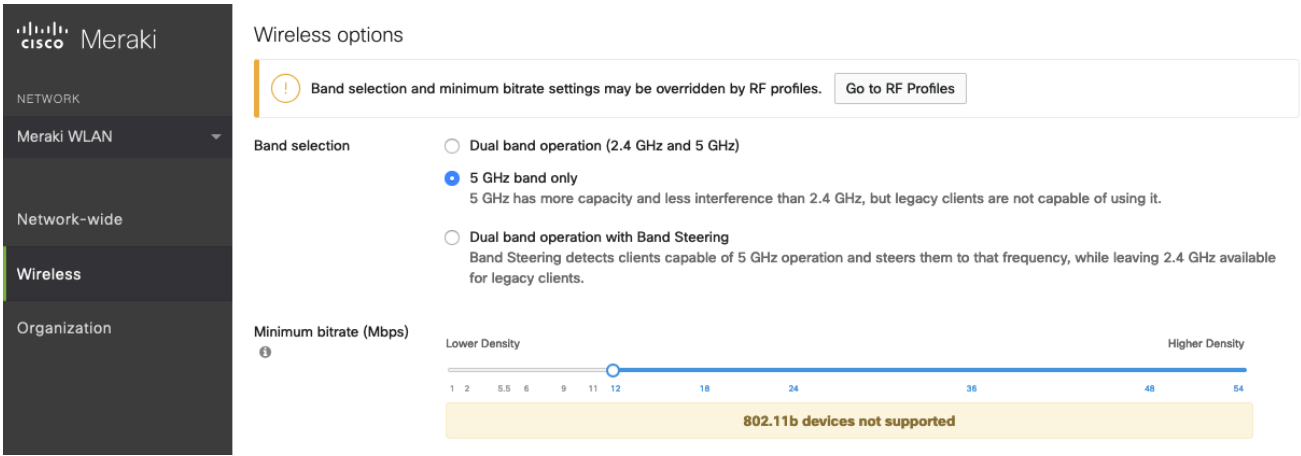 cisco Meraki
NETWORK
Meraki WLAN
Network-wide
Wireless
Organization
Wireless options
! Band selection and minimum bitrate settings may be overridden by RF profiles. Go to RF Profiles
Band selection
Dual band operation (2.4 GHz and 5 GHz)
5 GHz band only
5 GHz has more capacity and less interference than 2.4 GHz, but legacy clients are not capable of using it.
Dual band operation with Band Steering
Band Steering detects clients capable of 5 GHz operation and steers them to that frequency, while leaving 2.4 GHz available
for legacy clients.
Minimum bitrate (Mbps)
i
Lower Density Higher Density
1 2 5.5 6 9 11 12 18 24 36 48 54
802.11b devices not supported